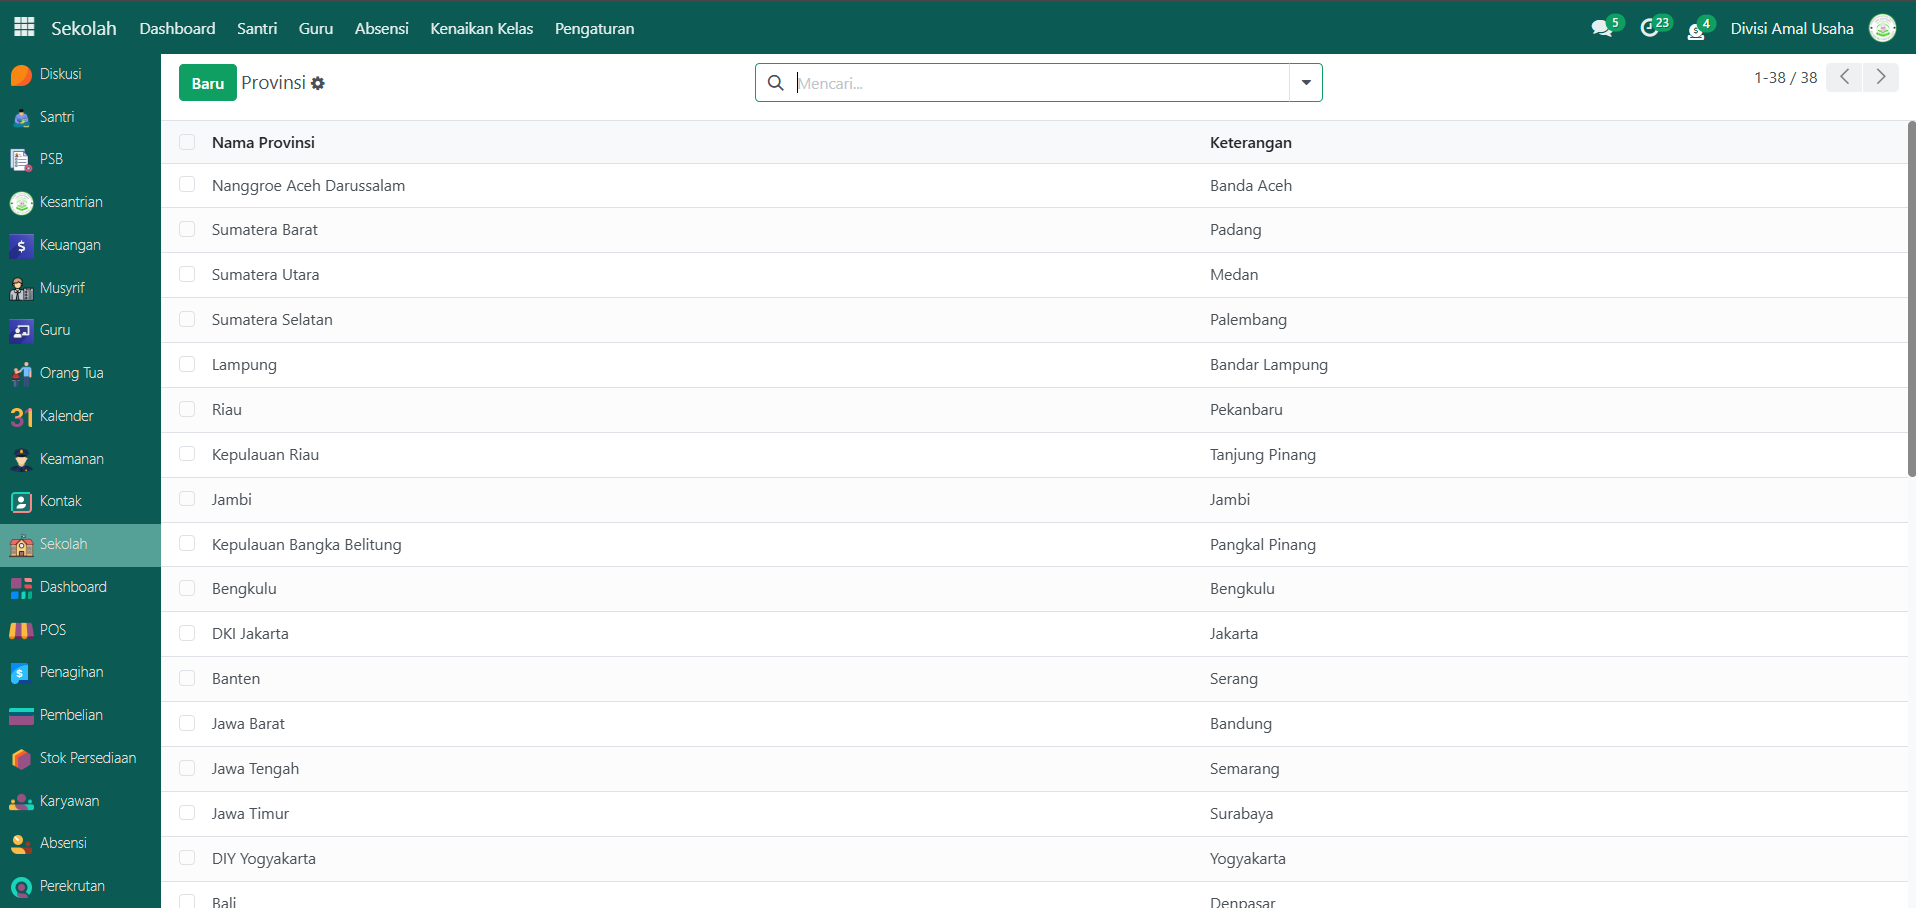 Sekolah Dashboard Santri Guru Absensi Kenaikan Kelas Pengaturan 5 23 4 Divisi Amal Usaha
Diskusi
Santri
PSB
Kesantrian
Keuangan
Musyrif
Guru
Orang Tua
31 Kalender
Keamanan
Kontak
Sekolah
Dashboard
POS
Penagihan
Pembelian
Stok Persediaan
Karyawan
Absensi
Perekrutan
Baru Provinsi Mencari... 1-38 / 38
Nama Provinsi Keterangan
Nanggroe Aceh Darussalam Banda Aceh
Sumatera Barat Padang
Sumatera Utara Medan
Sumatera Selatan Palembang
Lampung Bandar Lampung
Riau Pekanbaru
Kepulauan Riau Tanjung Pinang
Jambi Jambi
Kepulauan Bangka Belitung Pangkal Pinang
Bengkulu Bengkulu
DKI Jakarta Jakarta
Banten Serang
Jawa Barat Bandung
Jawa Tengah Semarang
Jawa Timur Surabaya
DIY Yogyakarta Yogyakarta
Bali Denpasar